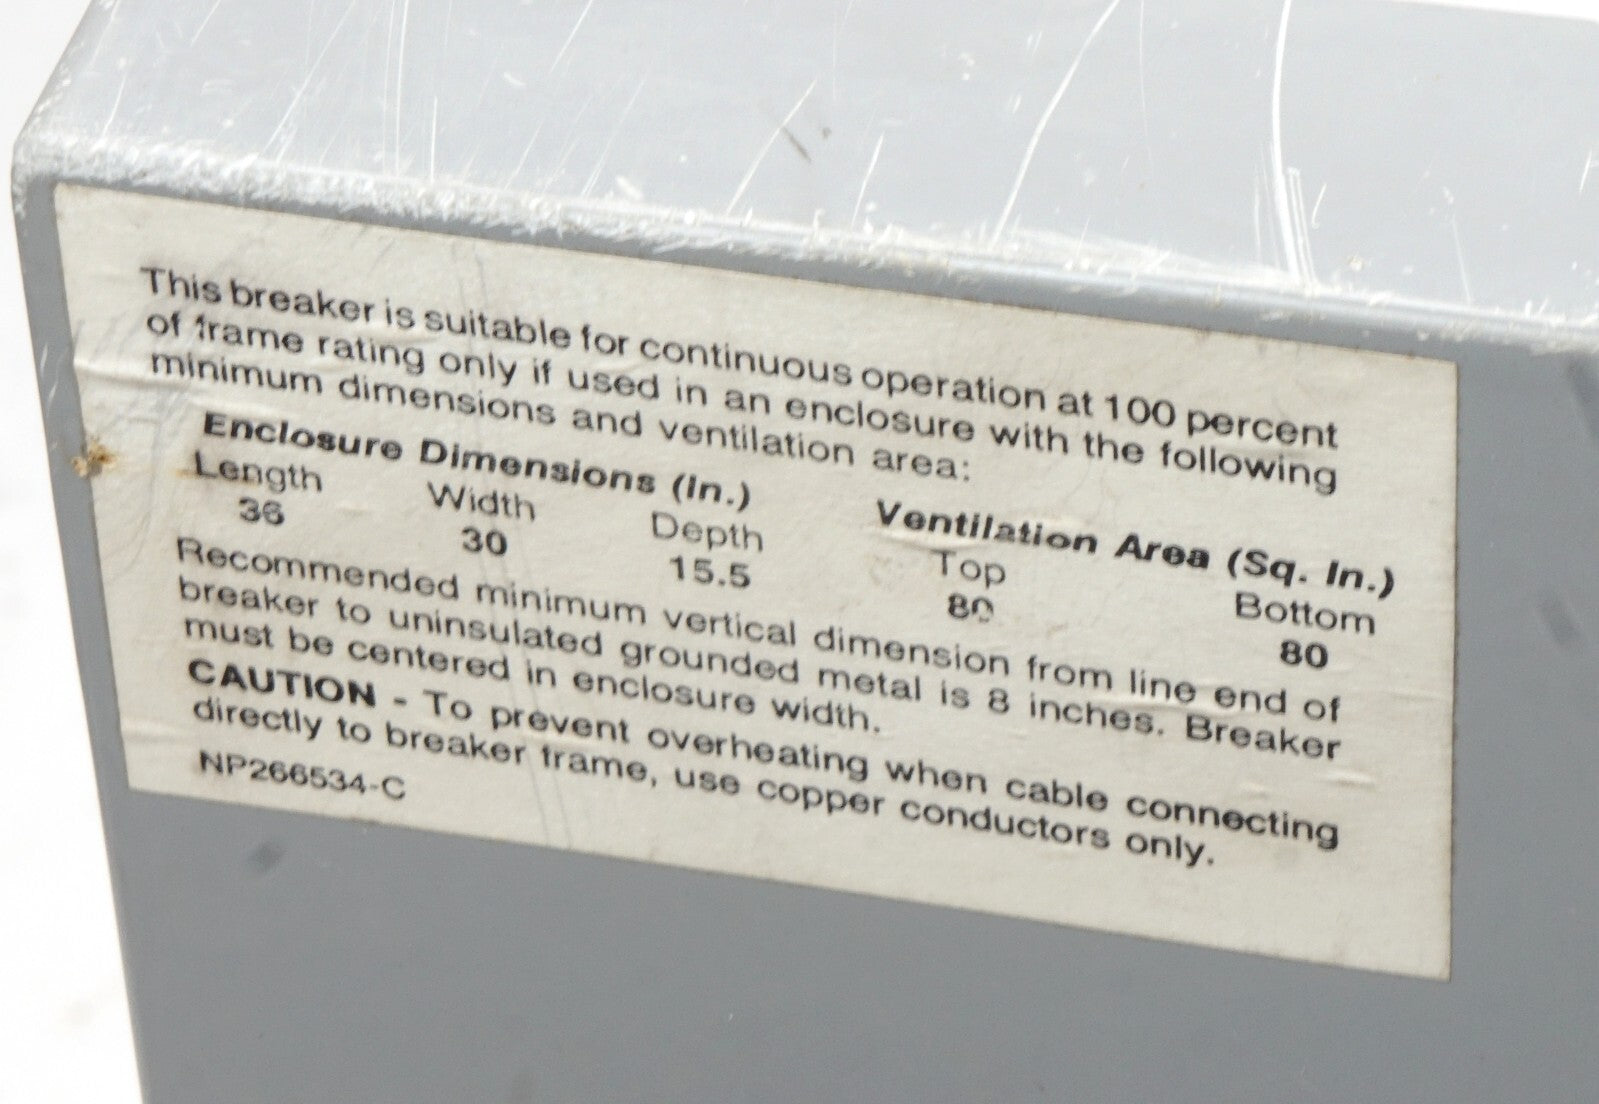 This breaker is suitable for continuous operation at 100 percent
of frame rating only if used in an enclosure with the following
minimum dimensions and ventilation area:
Enclosure Dimensions (In.) Ventilation Area (Sq. In.)
Length Width Depth Top Bottom
36 30 15.5 80 80
Recommended minimum vertical dimension from line end of
breaker to uninsulated grounded metal is 8 inches. Breaker
must be centered in enclosure width.
CAUTION - To prevent overheating when cable connecting
directly to breaker frame, use copper conductors only.
NP266534-C